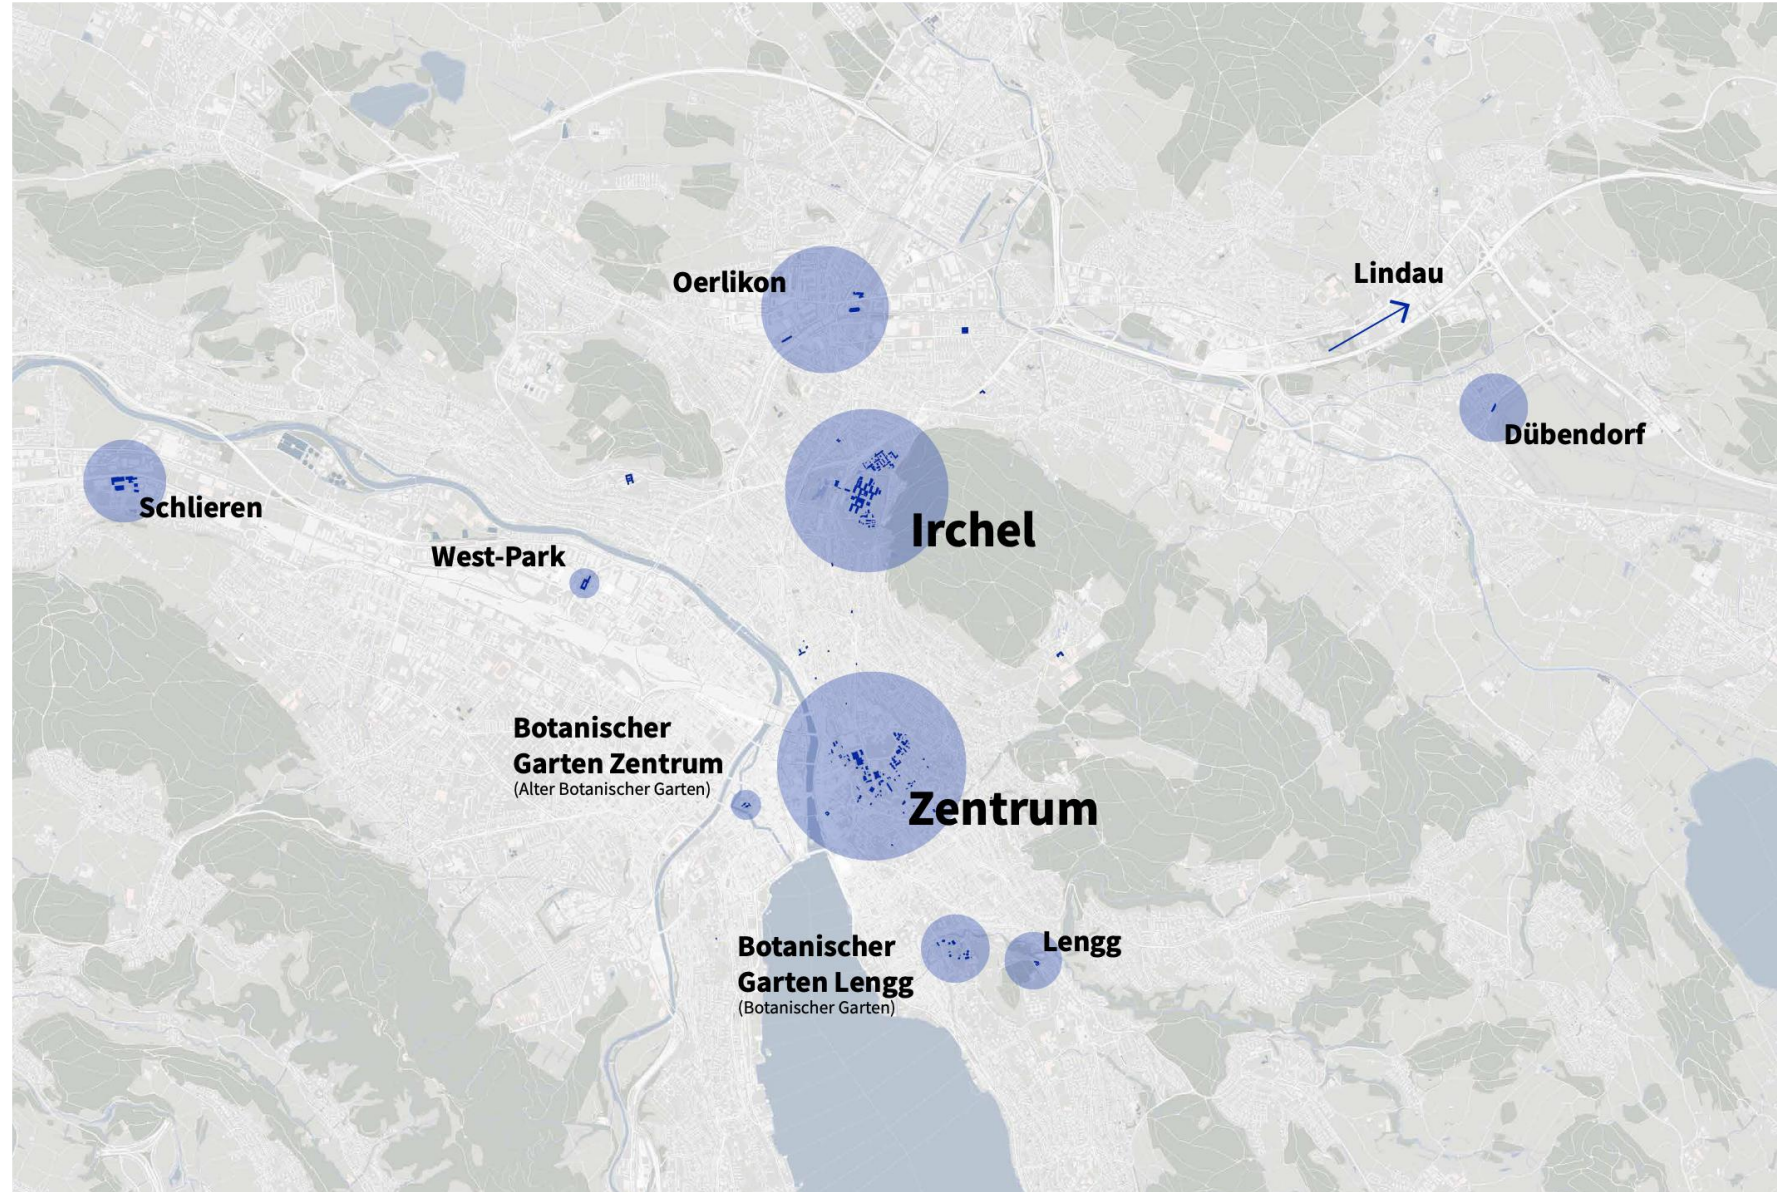 Lindau
Oerlikon
Dübendorf
Schlieren
Irchel
West-Park
Botanischer
Garten Zentrum
(Alter Botanischer Garten)
Zentrum
Botanischer
Garten Lengg
(Botanischer Garten)
Lengg